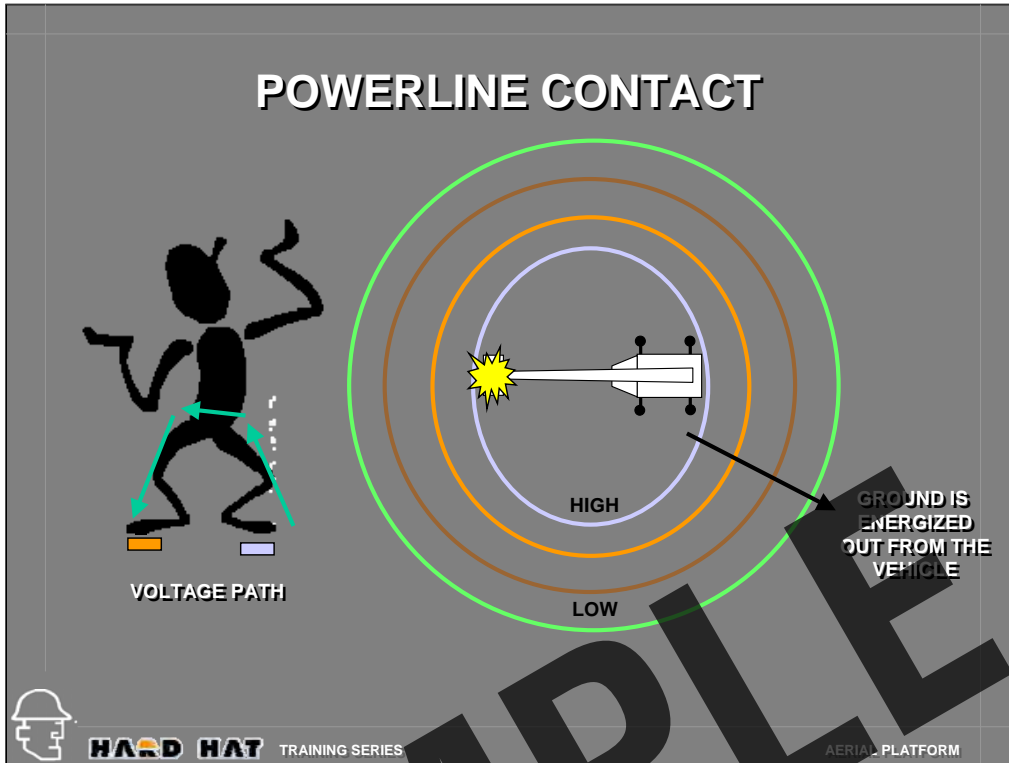 POWERLINE CONTACT
HIGH
GROUND IS
ENERGIZED
OUT FROM THE
VEHICLE
VOLTAGE PATH
LOW
HARD HAT TRAINING SERIES
AERIAL PLATFORM